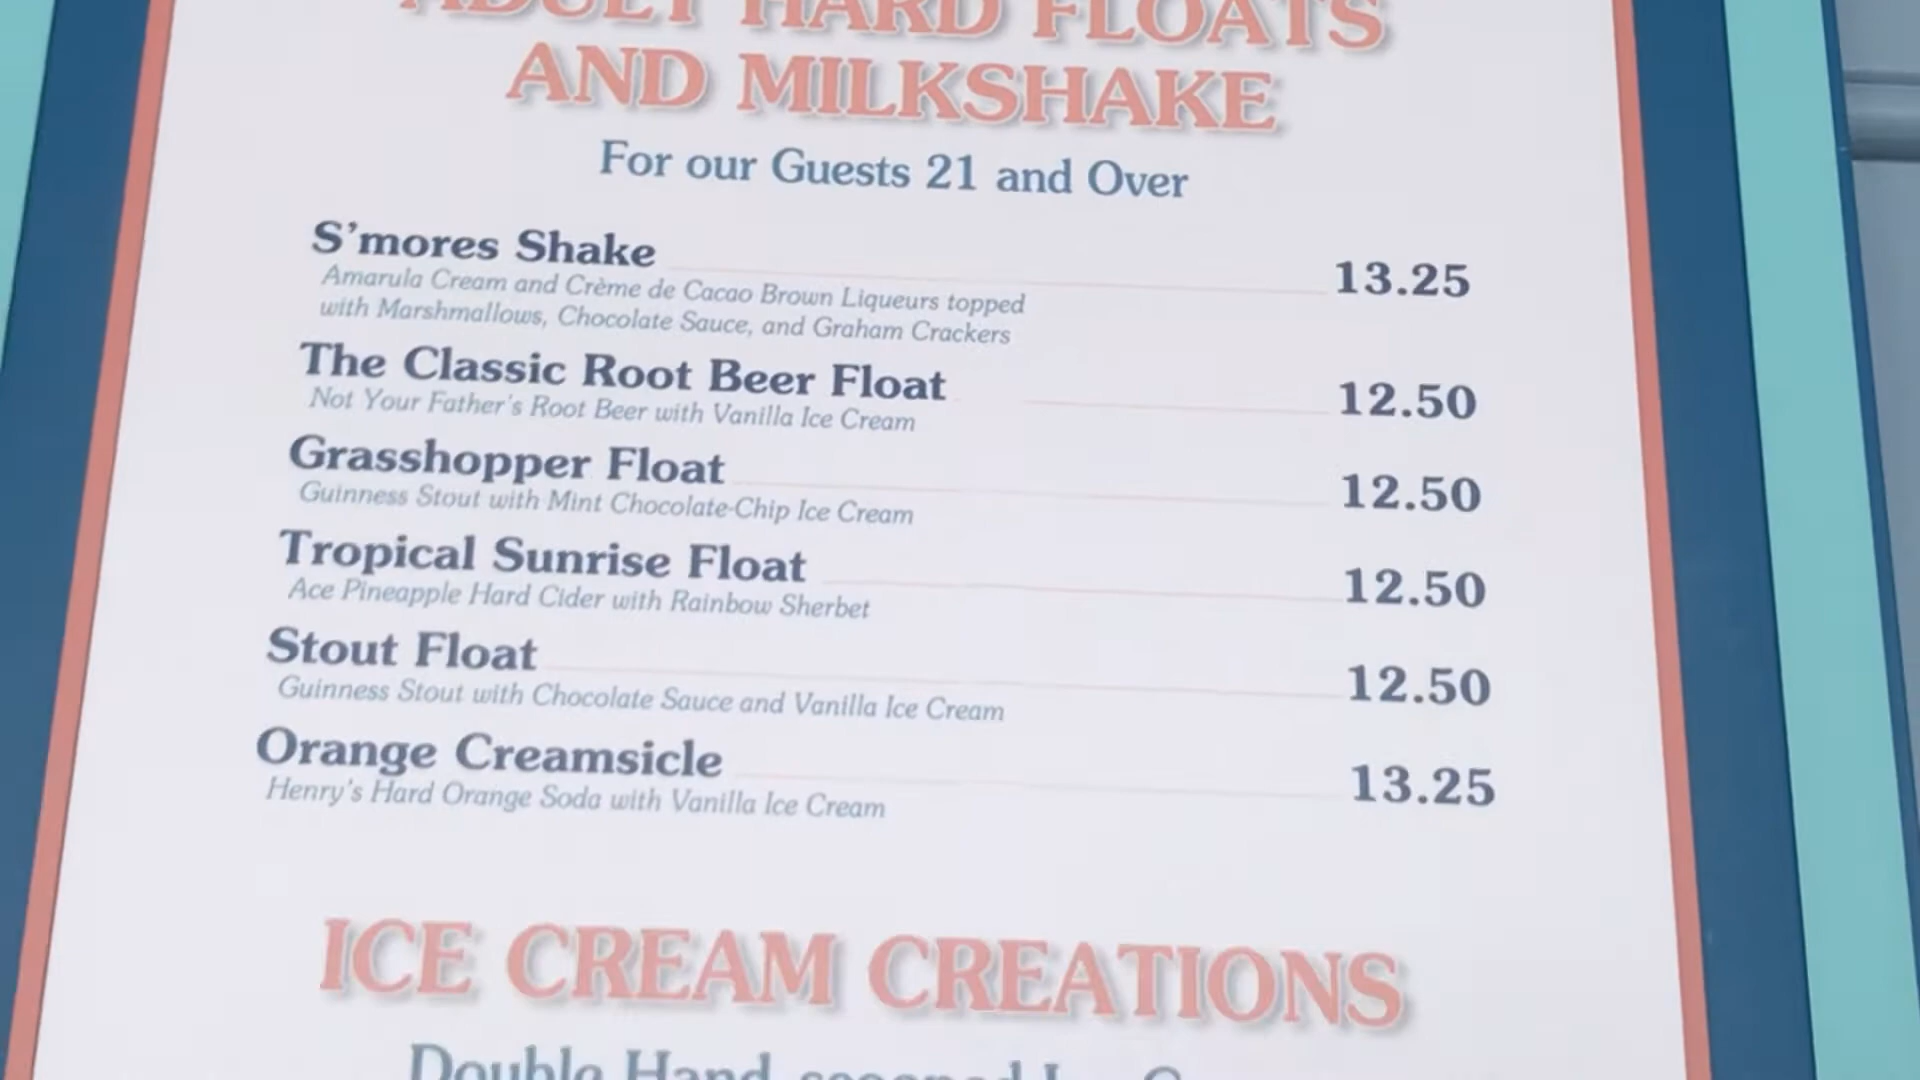 ADULT HARD FLOATS
AND MILKSHAKE
For our Guests 21 and Over
S'mores Shake 13.25
Amarula Cream and Crème de Cacao Brown Liqueurs topped
with Marshmallows, Chocolate Sauce, and Graham Crackers
The Classic Root Beer Float 12.50
Not Your Father's Root Beer with Vanilla Ice Cream
Grasshopper Float 12.50
Guinness Stout with Mint Chocolate-Chip Ice Cream
Tropical Sunrise Float 12.50
Ace Pineapple Hard Cider with Rainbow Sherbet
Stout Float 12.50
Guinness Stout with Chocolate Sauce and Vanilla Ice Cream
Orange Creamsicle 13.25
Henry's Hard Orange Soda with Vanilla Ice Cream
ICE CREAM CREATIONS
Double Hand-scooped